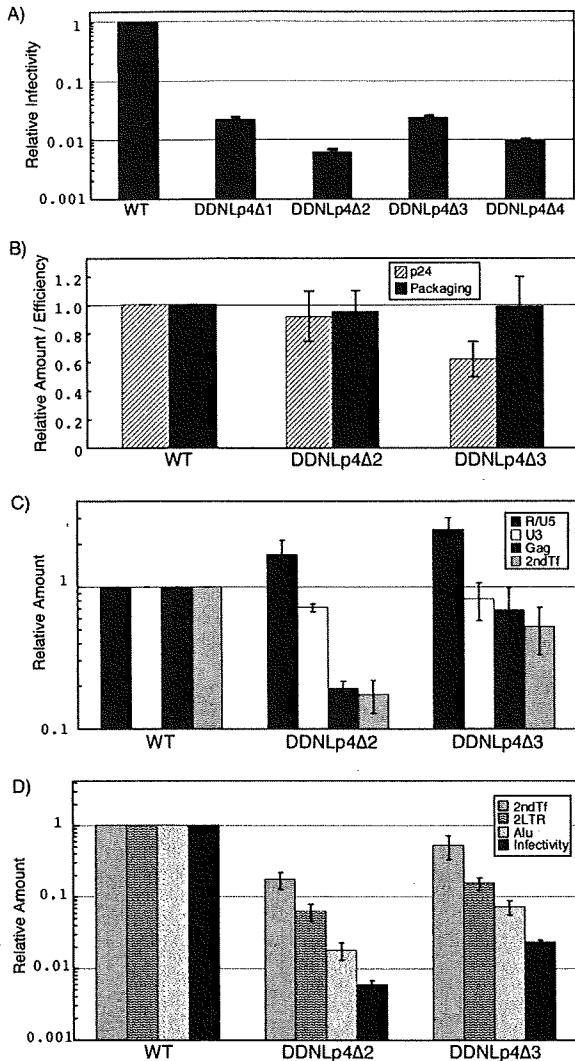 A)
Relative Infectivity
1
0.1
0.01
0.001
WT
DDNLp4Δ1
DDNLp4Δ2
DDNLp4Δ3
DDNLp4Δ4
B)
Relative Amount / Efficiency
1.2
1.0
0.8
0.6
0.4
0.2
0
p24
Packaging
WT
DDNLp4Δ2
DDNLp4Δ3
C)
Relative Amount
1
0.1
R/U5
U3
Gag
2ndTf
WT
DDNLp4Δ2
DDNLp4Δ3
D)
Relative Amount
1
0.1
0.01
0.001
2ndTf
2LTR
Alu
Infectivity
WT
DDNLp4Δ2
DDNLp4Δ3